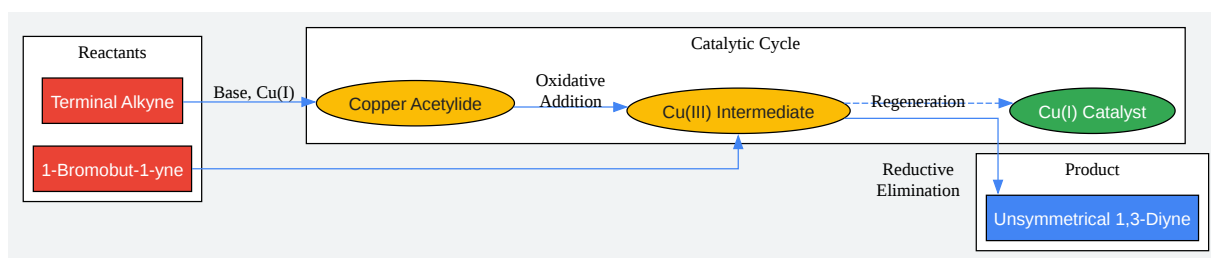 Reactants
Terminal Alkyne
1-Bromobut-1-yne
Base, Cu(I)
Catalytic Cycle
Copper Acetylide
Oxidative
Addition
Cu(III) Intermediate
Regeneration
Cu(I) Catalyst
Reductive
Elimination
Product
Unsymmetrical 1,3-Diyne